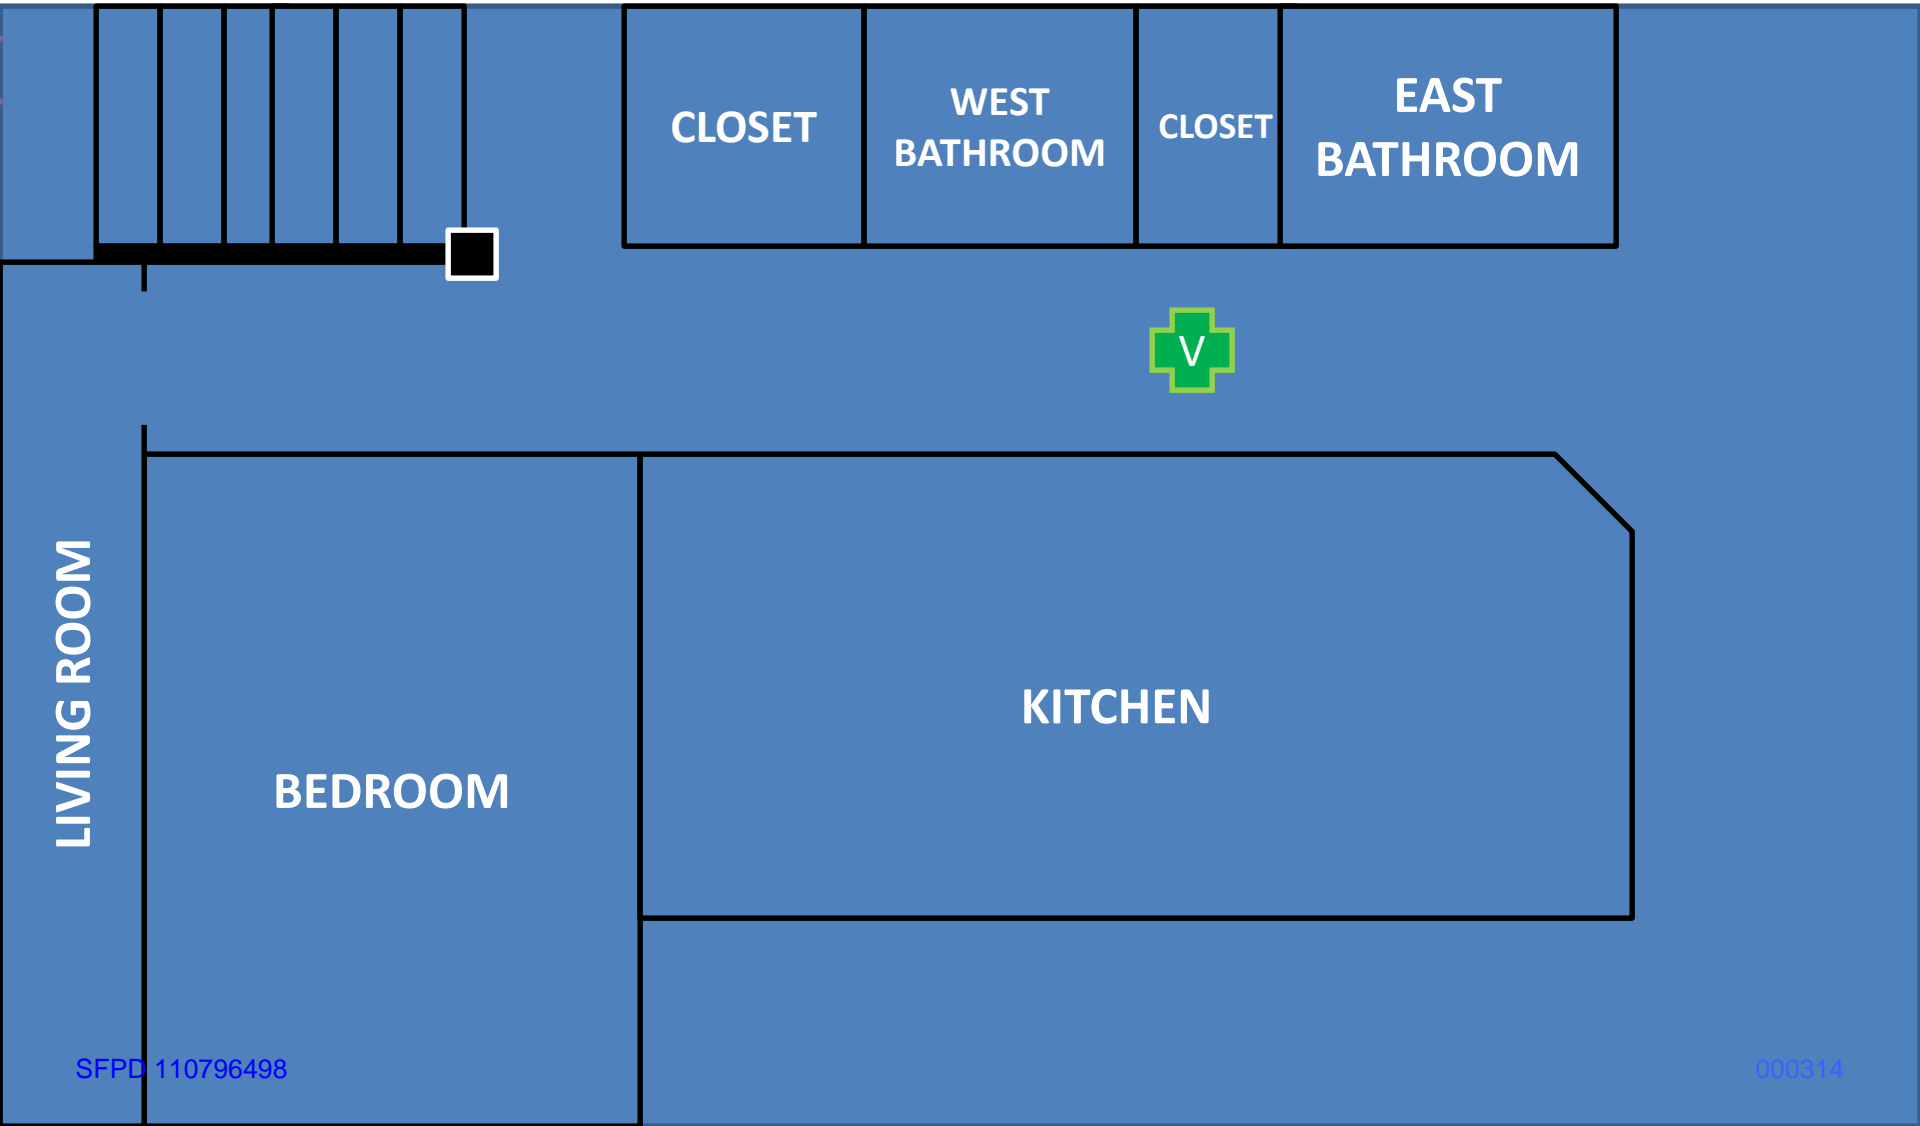 CLOSET
WEST
BATHROOM
CLOSET
EAST
BATHROOM
V
LIVING ROOM
BEDROOM
KITCHEN
SFPD 110796498
000314